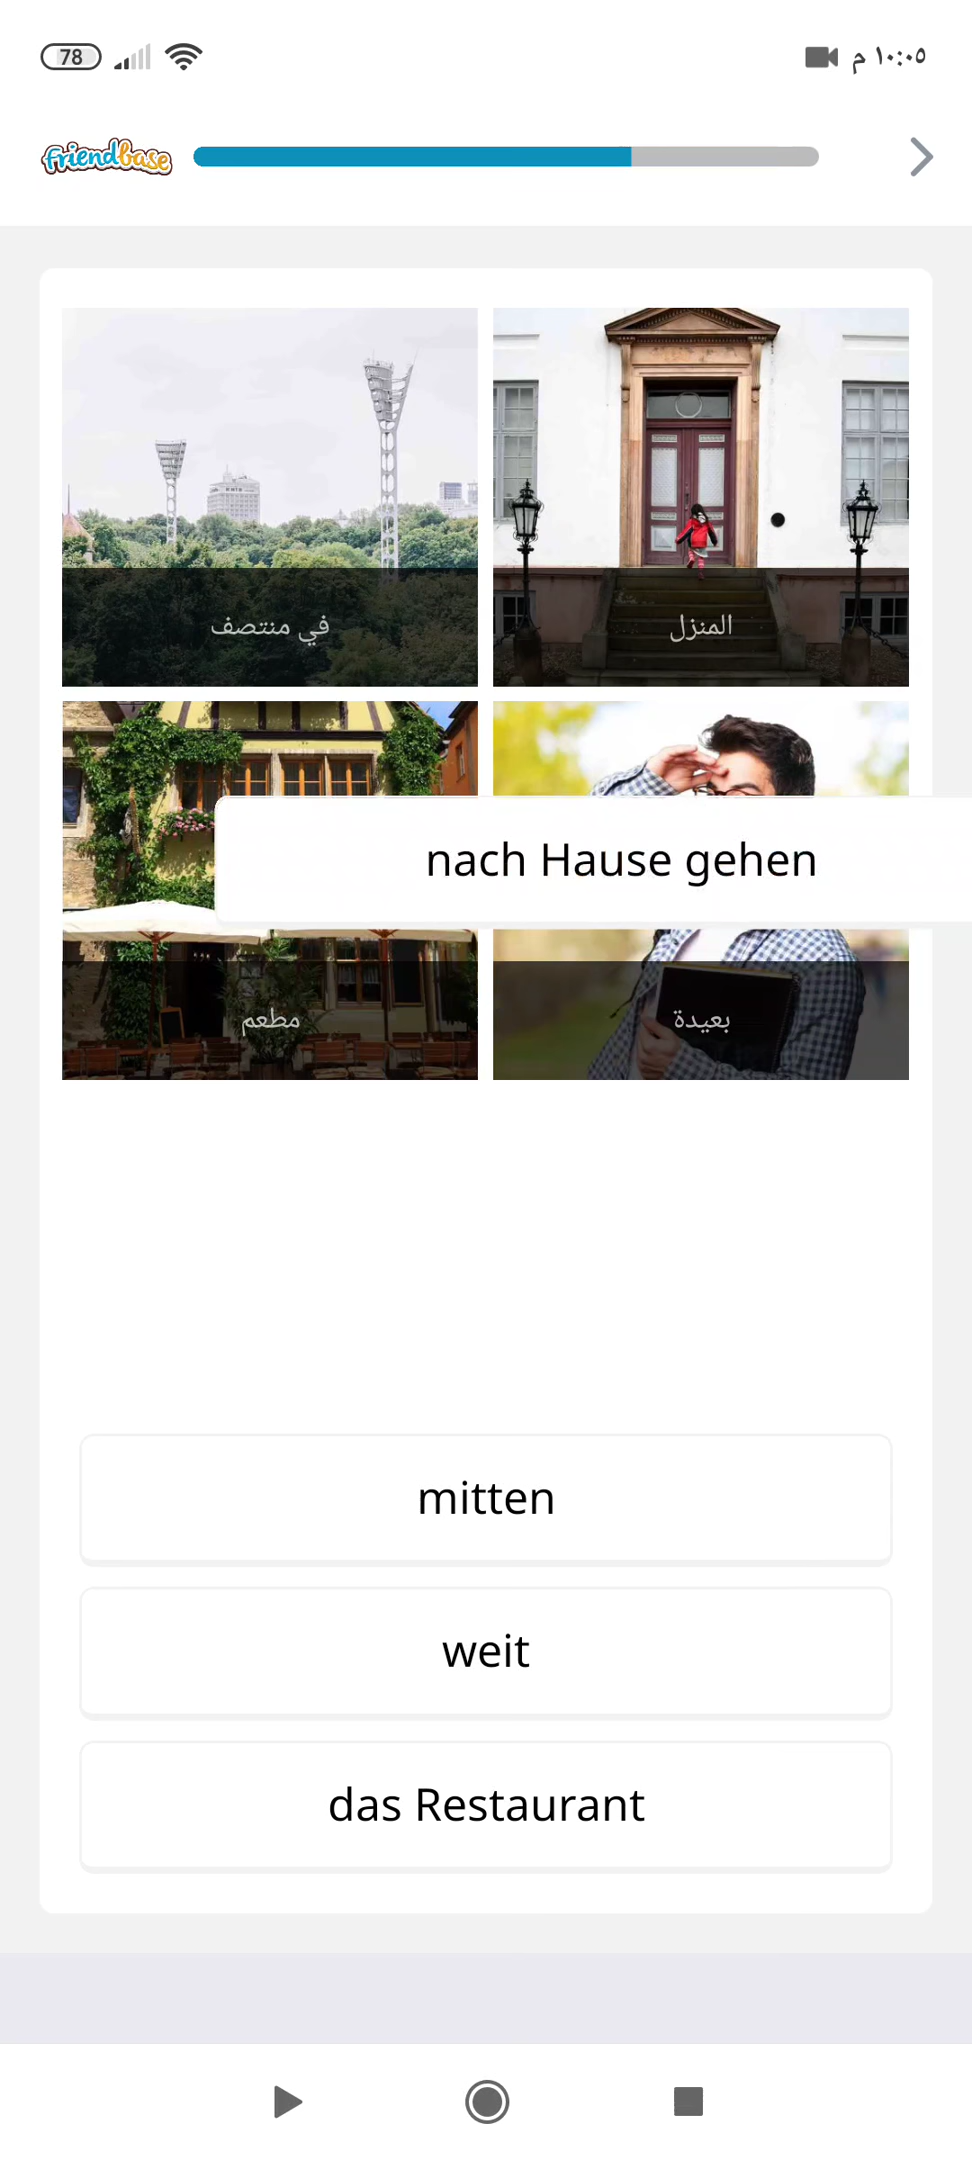 78
١٠:٠٥ م
friendbase
في منتصف
المنزل
nach Hause gehen
مطعم
بعيدة
mitten
weit
das Restaurant